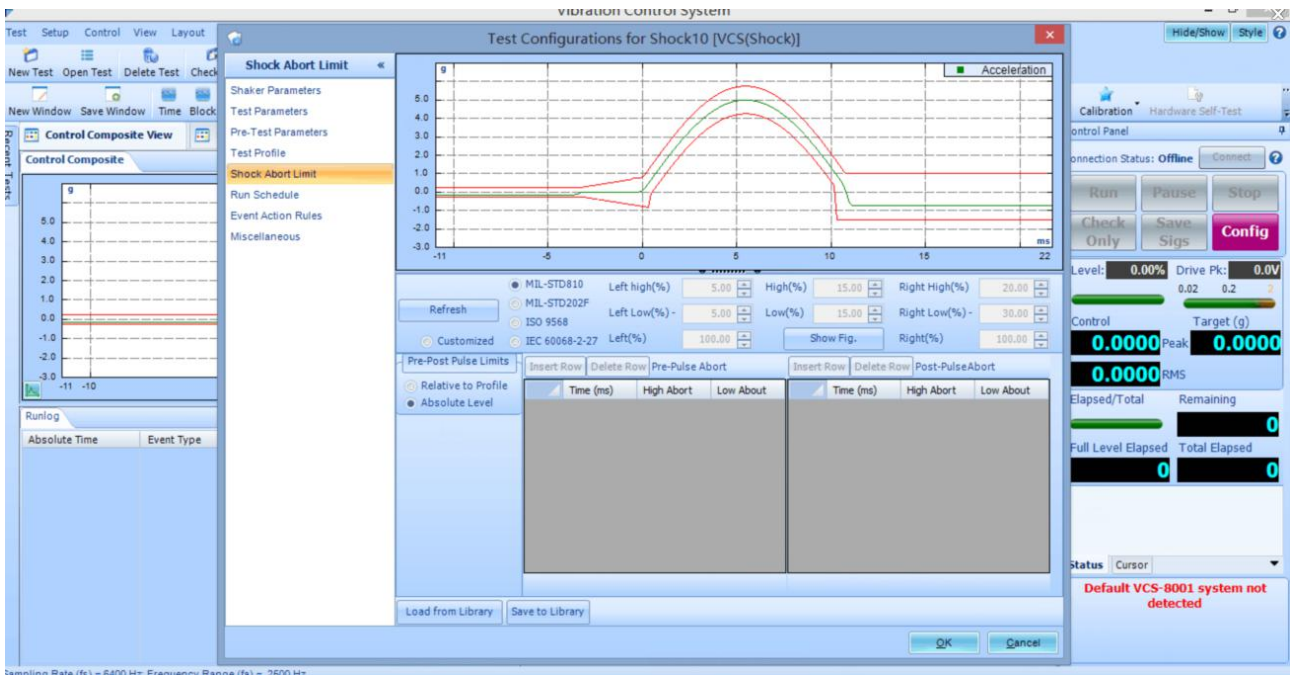 Vibration Control System
Test Setup Control View Layout
Hide/Show Style
New Test Open Test Delete Test Check
New Window Save Window Time Block
Calibration Hardware Self-Test
Recent Tests
Control Composite View
Control Composite
g
5.0
4.0
3.0
2.0
1.0
0.0
-1.0
-2.0
-3.0
-11 -10
Runlog
Absolute Time Event Type
Test Configurations for Shock10 [VCS(Shock)]
Shock Abort Limit «
Shaker Parameters
Test Parameters
Pre-Test Parameters
Test Profile
Shock Abort Limit
Run Schedule
Event Action Rules
Miscellaneous
g
Acceleration
5.0
4.0
3.0
2.0
1.0
0.0
-1.0
-2.0
-3.0
ms
-11 -5 0 5 10 15 22
Refresh
Customized
MIL-STD810
MIL-STD202F
ISO 9568
IEC 60068-2-27
Left high(%) 5.00 High(%) 15.00 Right High(%) 20.00
Left Low(%) - 5.00 Low(%) 15.00 Right Low(%) - 30.00
Left(%) 100.00 Show Fig. Right(%) 100.00
Pre-Post Pulse Limits
Relative to Profile
Absolute Level
Insert Row Delete Row Pre-Pulse Abort
Time (ms) High Abort Low About
Insert Row Delete Row Post-PulseAbort
Time (ms) High Abort Low About
Load from Library Save to Library
OK Cancel
ontrol Panel
onnection Status: Offline Connect
Run Pause Stop
Check Only Save Sigs Config
Level: 0.00% Drive Pk: 0.0V
0.02 0.2 2
Control Target (g)
0.0000 Peak 0.0000
0.0000 RMS
Elapsed/Total Remaining
0
Full Level Elapsed Total Elapsed
0 0
Status Cursor
Default VCS-8001 system not
detected
Sampling Rate (fs) = 6400 Hz; Frequency Range (fa) = 2600 Hz